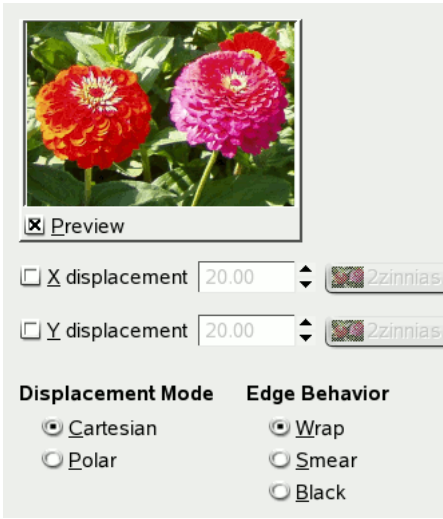 Preview
X displacement 20.00 2zinnias
Y displacement 20.00 2zinnias
Displacement Mode Edge Behavior
Cartesian Wrap
Polar Smear
Black